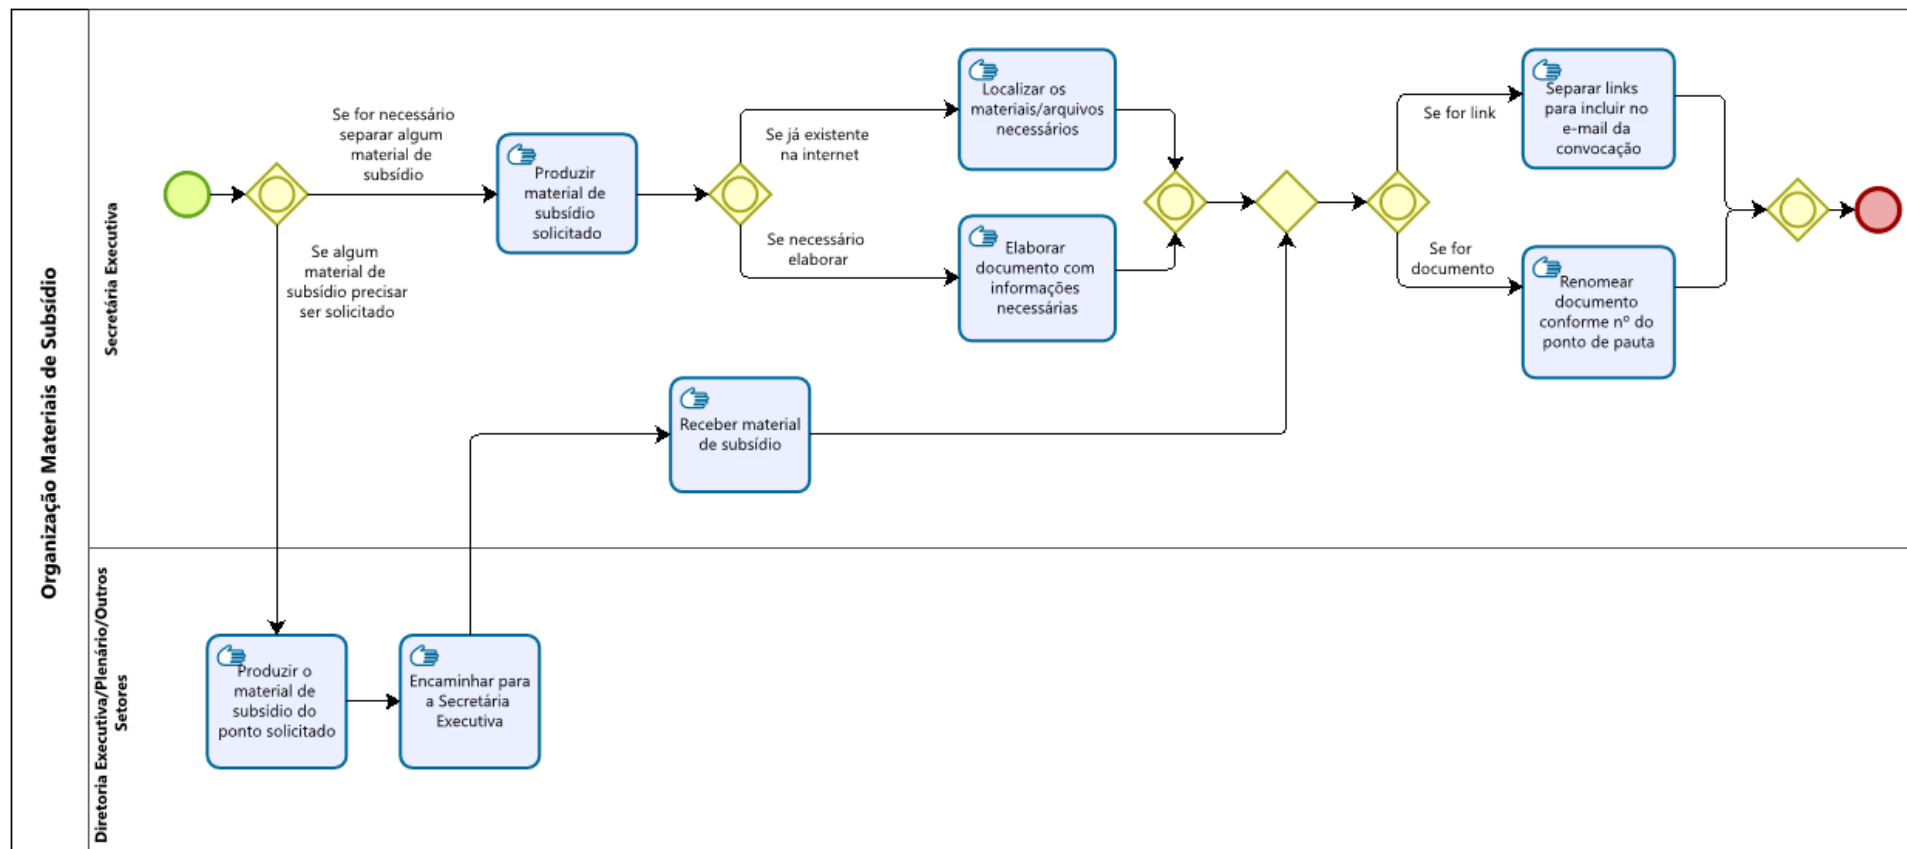 Organização Materiais de Subsídio
Secretária Executiva
Se for necessário
separar algum
material de
subsídio
Se algum
material de
subsídio precisar
ser solicitado
Produzir
material de
subsídio
solicitado
Se já existente
na internet
Se necessário
elaborar
Localizar os
materiais/arquivos
necessários
Elaborar
documento com
informações
necessárias
Se for link
Se for
documento
Separar links
para incluir no
e-mail da
convocação
Renomear
documento
conforme nº do
ponto de pauta
Receber material
de subsídio
Diretoria Executiva/Plenário/Outros
Setores
Produzir o
material de
subsídio do
ponto solicitado
Encaminhar para
a Secretária
Executiva